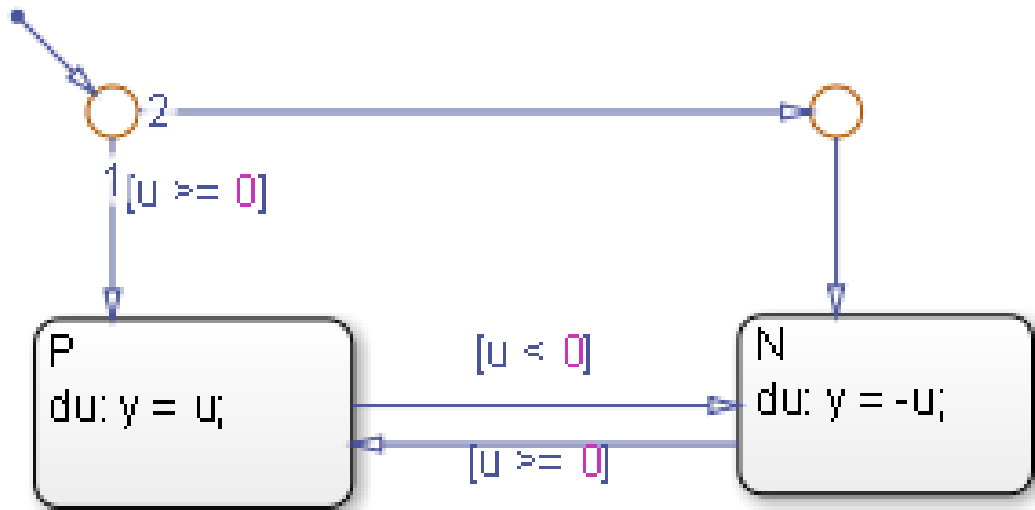 2
1
[u >= 0]
P
du: y = u;
[u < 0]
N
du: y = -u;
[u >= 0]